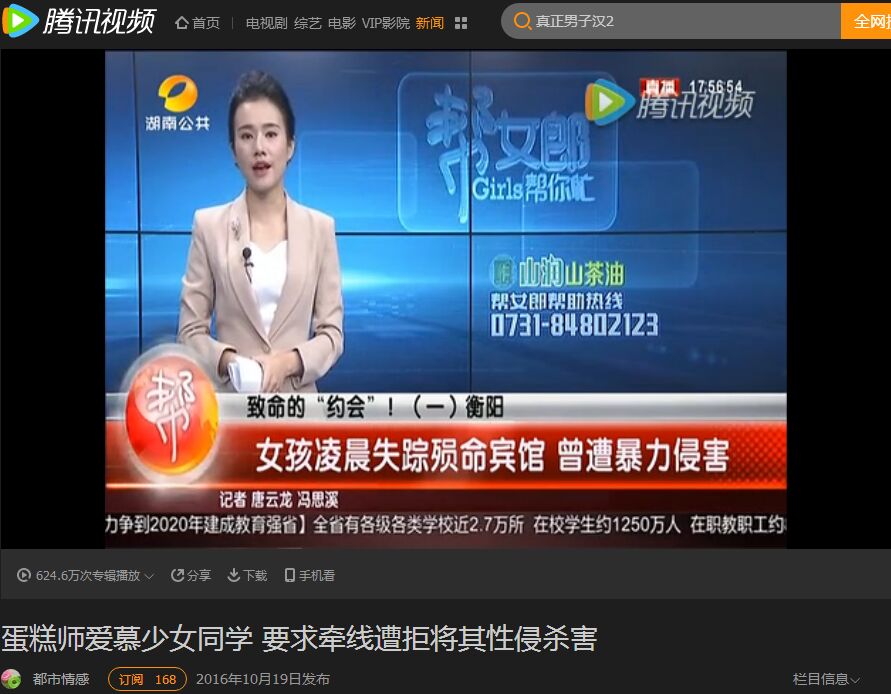 腾讯视频 首页 电视剧 综艺 电影 VIP影院 新闻 真正男子汉2 全网搜
湖南公共
直播 17:56:54
腾讯视频
帮女郎
Girls帮你忙
山润山茶油
帮女郎帮助热线
0731-84802123
帮
致命的“约会”！（一）衡阳
女孩凌晨失踪殒命宾馆 曾遭暴力侵害
记者 唐云龙 冯思溪
力争到2020年建成教育强省】全省有各级各类学校近2.7万所 在校学生约1250万人 在职教职工约
624.6万次专辑播放 分享 下载 手机看
蛋糕师爱慕少女同学 要求牵线遭拒将其性侵杀害
都市情感 订阅 168 2016年10月19日发布 栏目信息